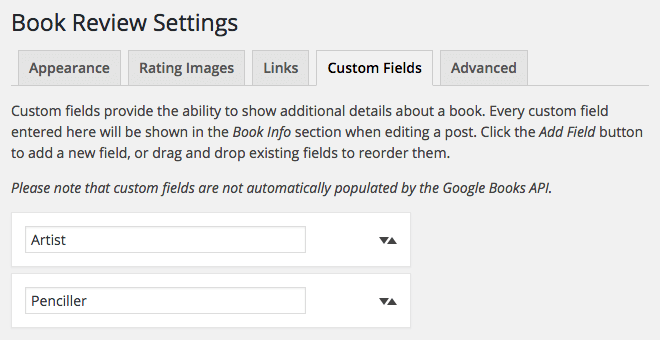 Book Review Settings
Appearance
Rating Images
Links
Custom Fields
Advanced
Custom fields provide the ability to show additional details about a book. Every custom field
entered here will be shown in the Book Info section when editing a post. Click the Add Field button
to add a new field, or drag and drop existing fields to reorder them.
Please note that custom fields are not automatically populated by the Google Books API.
Artist
Penciller